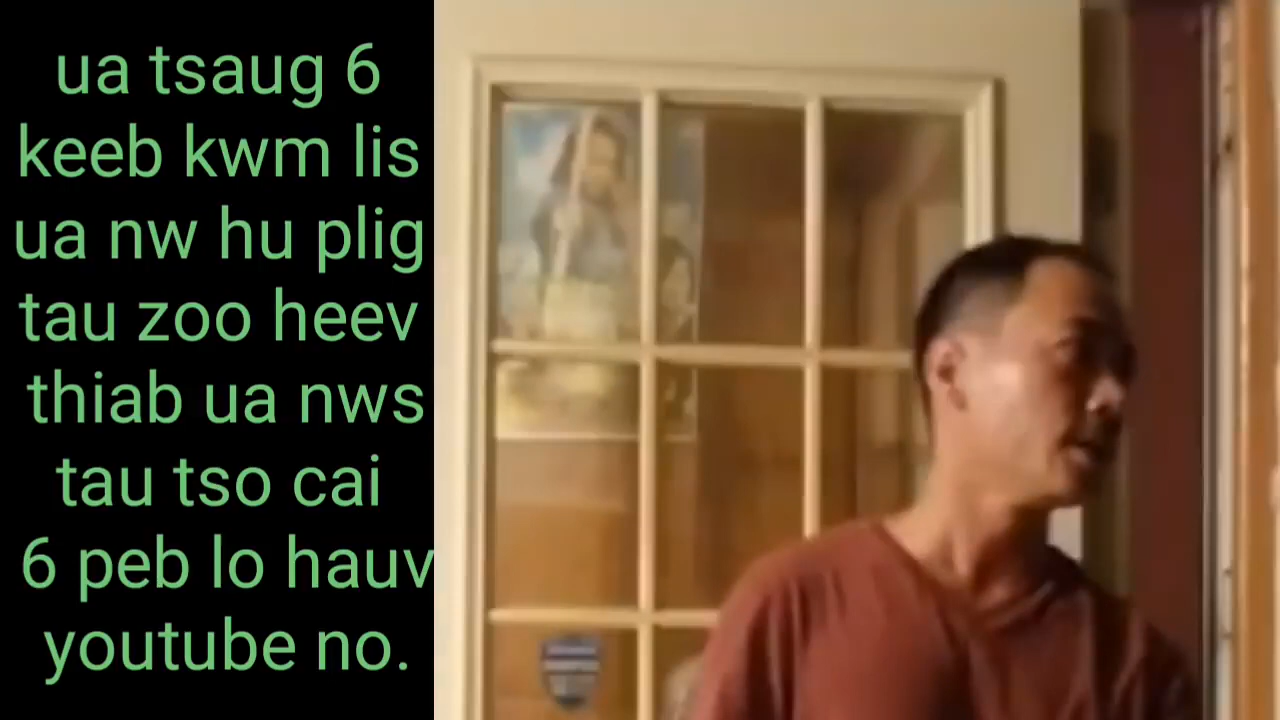 ua tsaug 6
keeb kwm lis
ua nw hu plig
tau zoo heev
thiab ua nws
tau tso cai
6 peb lo hauv
youtube no.